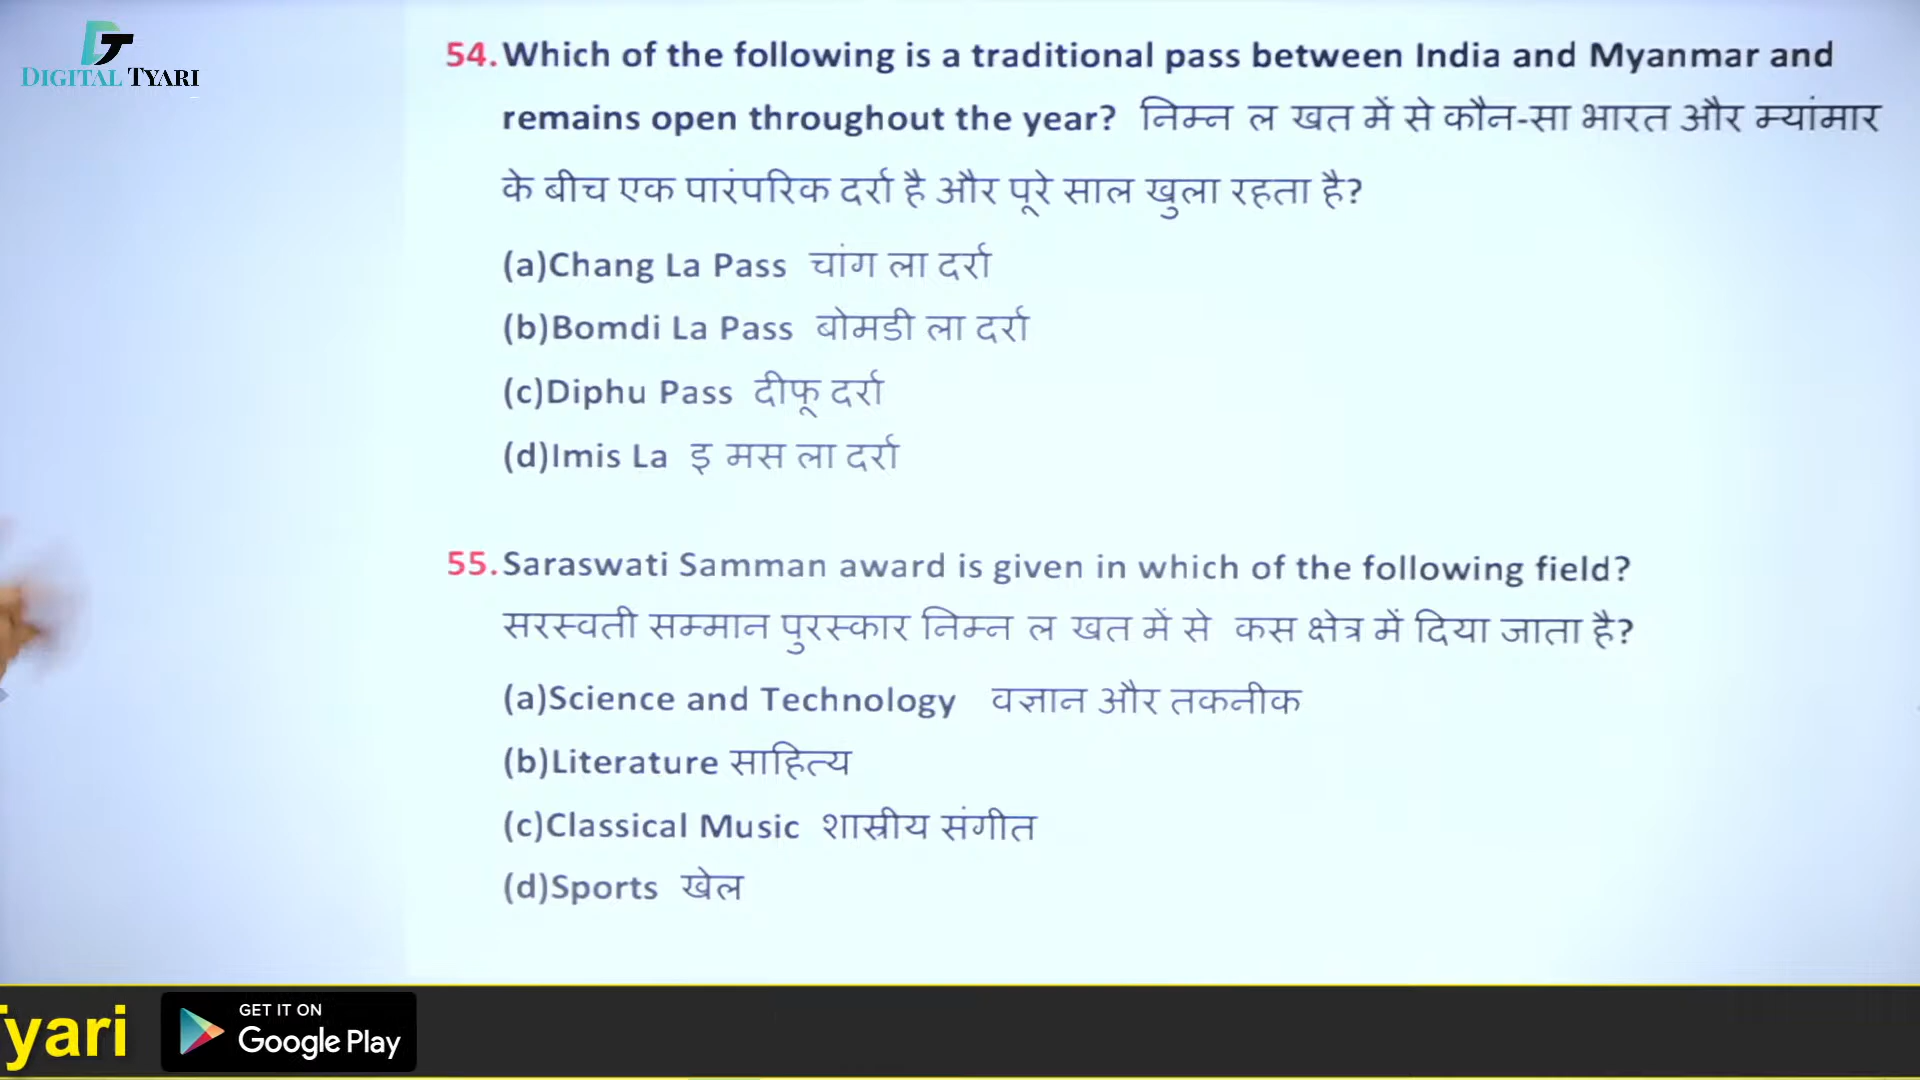 DIGITAL TYARI
54. Which of the following is a traditional pass between India and Myanmar and
remains open throughout the year? निम्न ल खत में से कौन-सा भारत और म्यांमार
के बीच एक पारंपरिक दर्रा है और पूरे साल खुला रहता है?
(a)Chang La Pass चांग ला दर्रा
(b)Bomdi La Pass बोमडी ला दर्रा
(c)Diphu Pass दीफू दर्रा
(d)Imis La इ मस ला दर्रा
55. Saraswati Samman award is given in which of the following field?
सरस्वती सम्मान पुरस्कार निम्न ल खत में से कस क्षेत्र में दिया जाता है?
(a)Science and Technology वज्ञान और तकनीक
(b)Literature साहित्य
(c)Classical Music शास्रीय संगीत
(d)Sports खेल
yari GET IT ON
Google Play